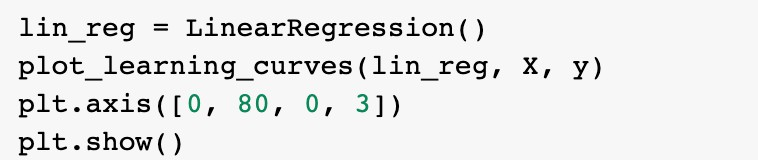 lin_reg = LinearRegression()
plot_learning_curves(lin_reg, X, y)
plt.axis([0, 80, 0, 3])
plt.show()